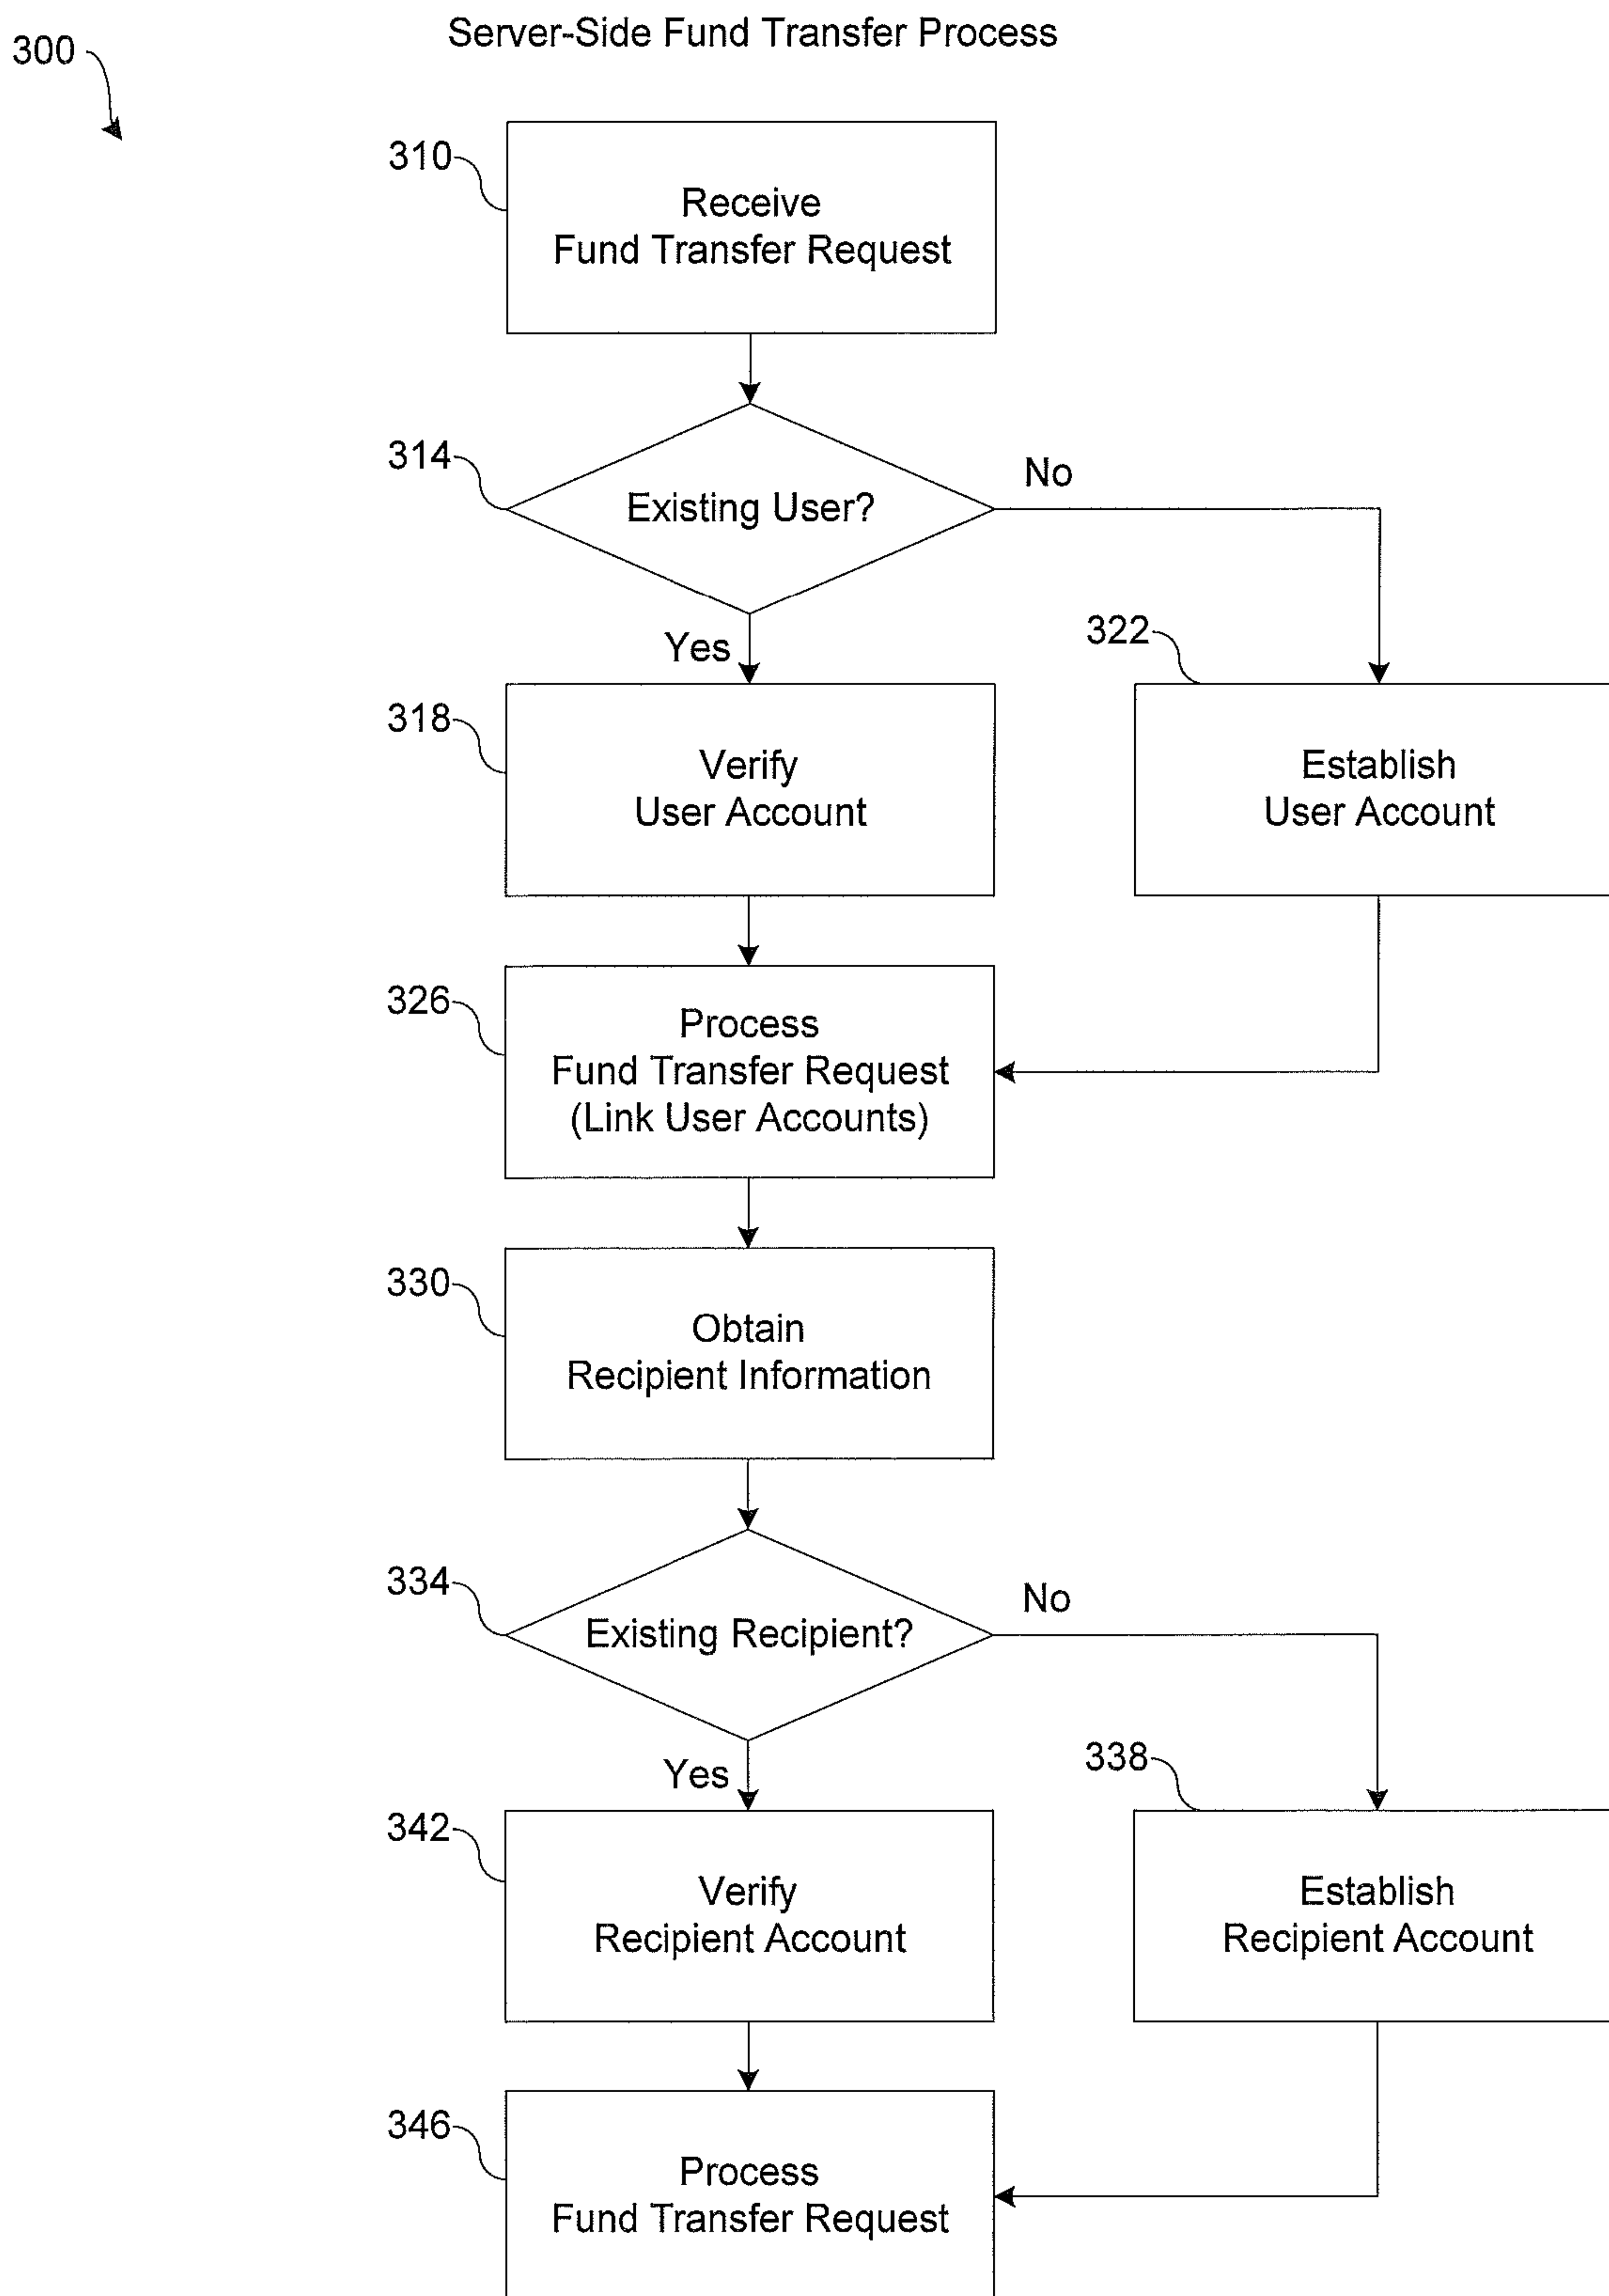 Server-Side Fund Transfer Process
300
310
Receive
Fund Transfer Request
314
Existing User?
No
Yes
322
318
Verify
User Account
Establish
User Account
326
Process
Fund Transfer Request
(Link User Accounts)
330
Obtain
Recipient Information
334
Existing Recipient?
No
Yes
338
342
Verify
Recipient Account
Establish
Recipient Account
346
Process
Fund Transfer Request